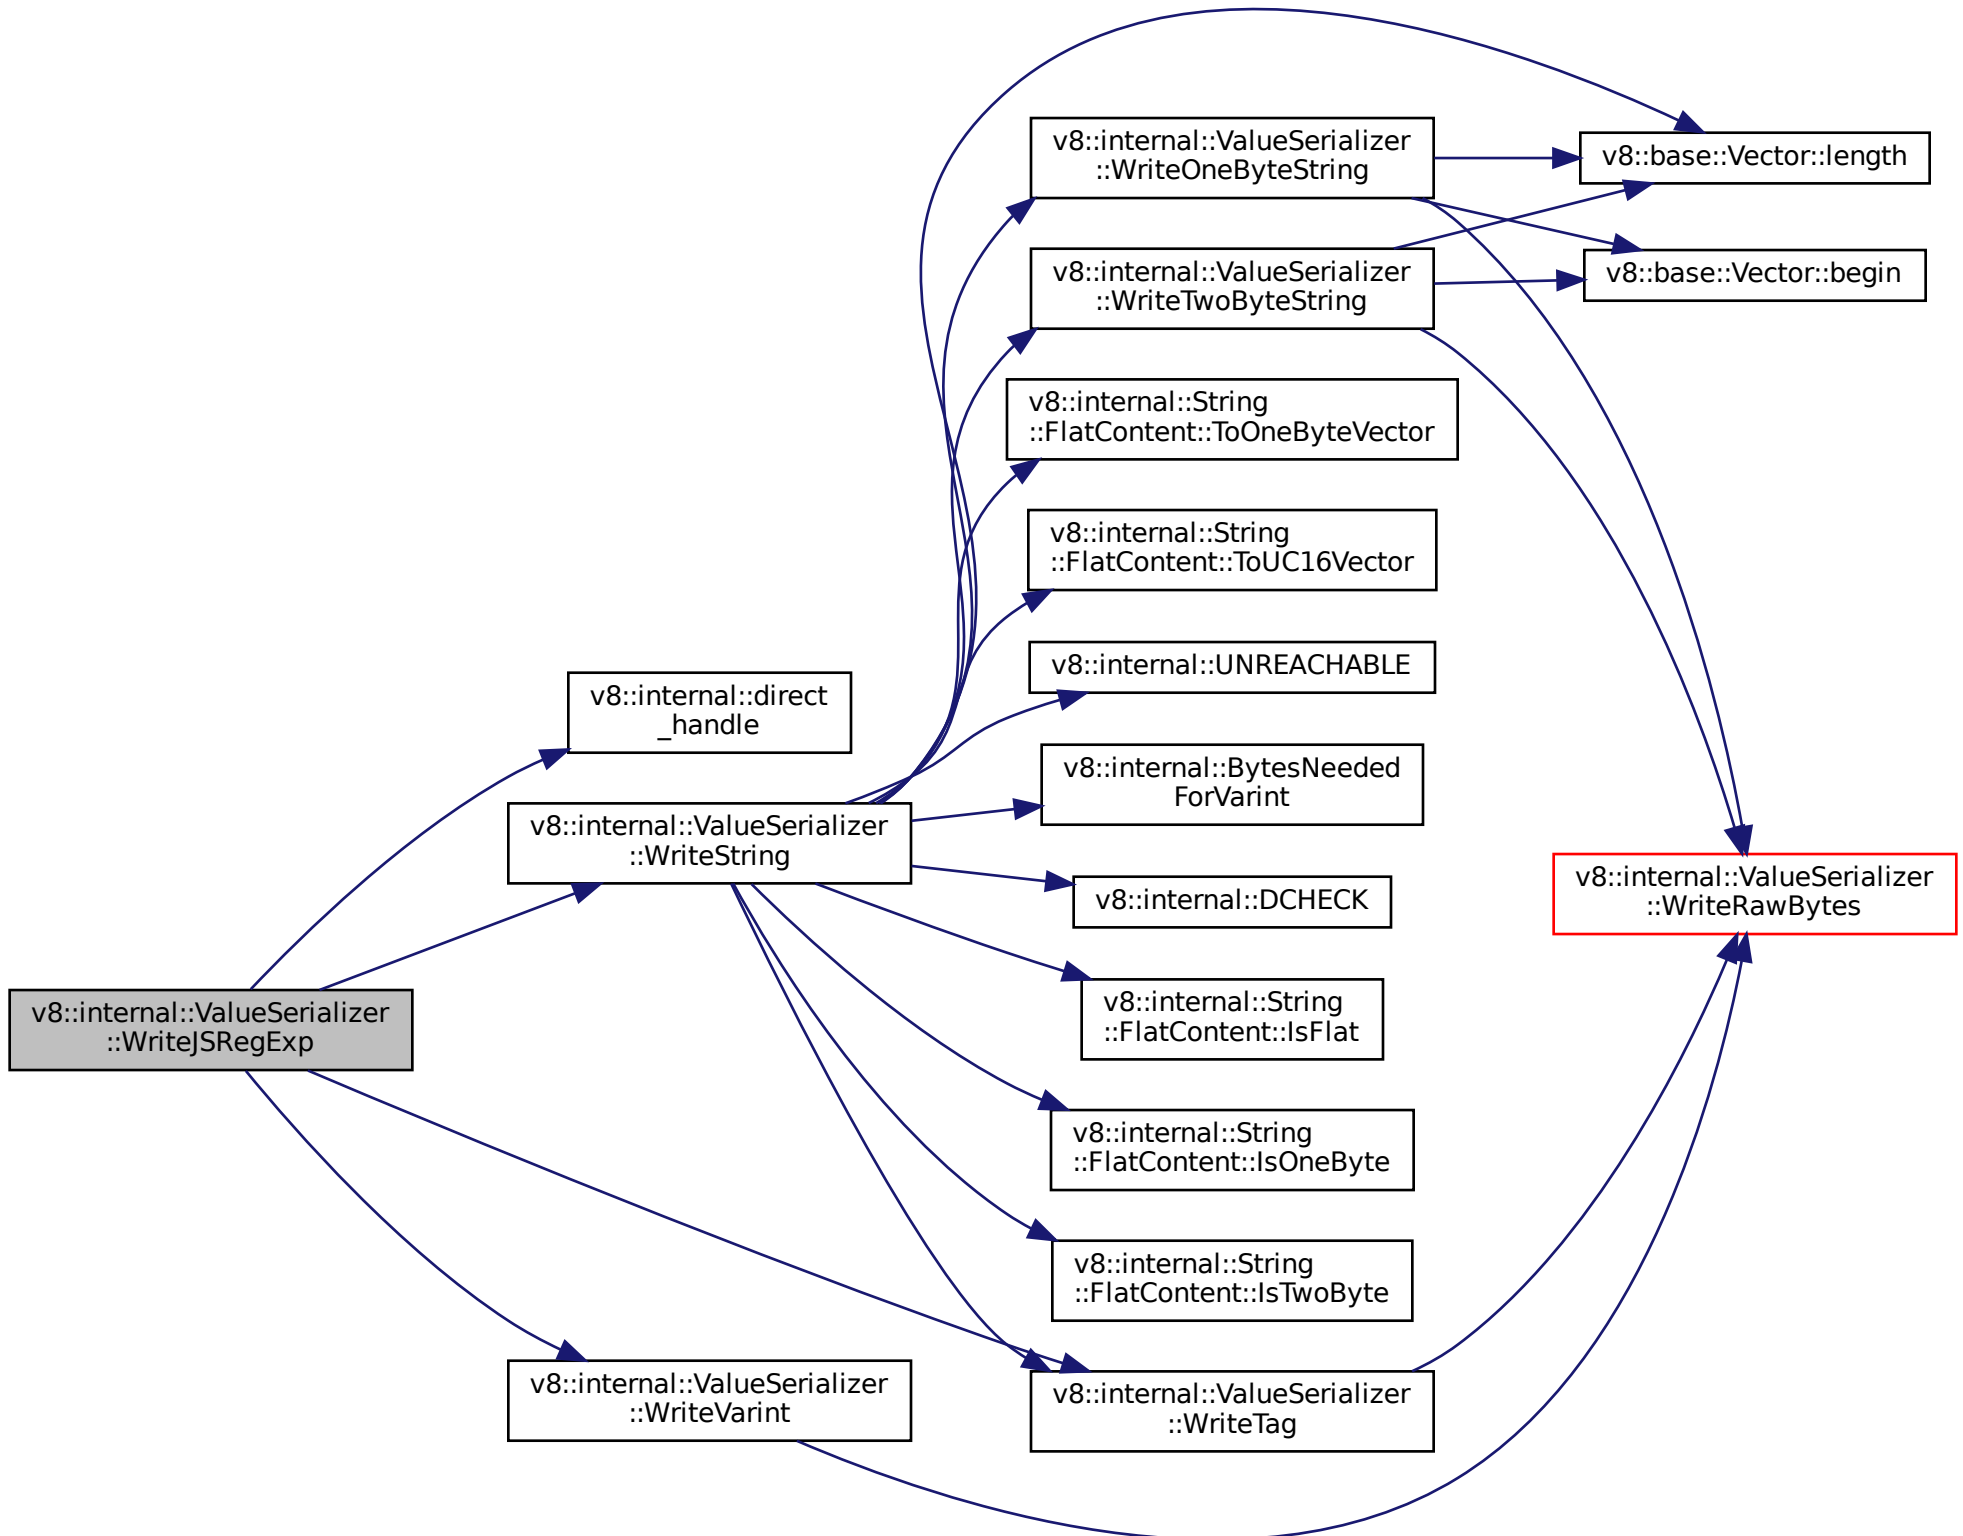 v8::internal::ValueSerializer
::WriteJSRegExp
v8::internal::direct
_handle
v8::internal::ValueSerializer
::WriteString
v8::internal::ValueSerializer
::WriteVarint
v8::internal::ValueSerializer
::WriteOneByteString
v8::internal::ValueSerializer
::WriteTwoByteString
v8::internal::String
::FlatContent::ToOneByteVector
v8::internal::String
::FlatContent::ToUC16Vector
v8::internal::UNREACHABLE
v8::internal::BytesNeeded
ForVarint
v8::internal::DCHECK
v8::internal::String
::FlatContent::IsFlat
v8::internal::String
::FlatContent::IsOneByte
v8::internal::String
::FlatContent::IsTwoByte
v8::internal::ValueSerializer
::WriteTag
v8::base::Vector::length
v8::base::Vector::begin
v8::internal::ValueSerializer
::WriteRawBytes